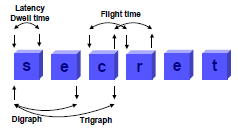 Latency
Dwell time
Flight time
s e c r e t
Digraph
Trigraph